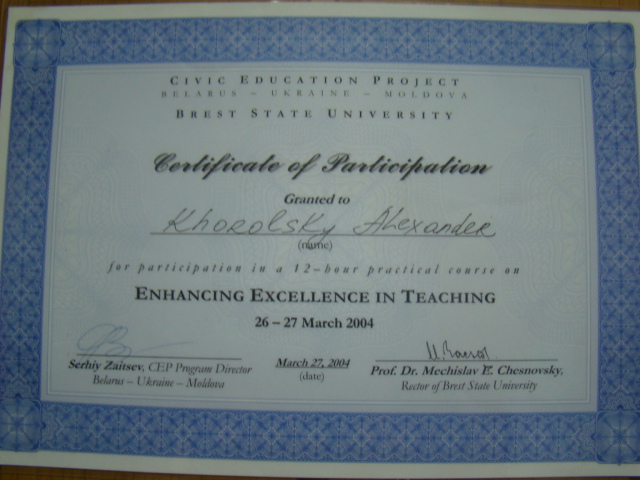 CIVIC EDUCATION PROJECT
BELARUS – UKRAINE – MOLDOVA
BREST STATE UNIVERSITY
Certificate of Participation
Granted to
Khorolsky Alexander
(name)
for participation in a 12–hour practical course on
ENHANCING EXCELLENCE IN TEACHING
26 – 27 March 2004
Serhiy Zaitsev, CEP Program Director
Belarus – Ukraine – Moldova
March 27, 2004
(date)
Prof. Dr. Mechislav E. Chesnovsky,
Rector of Brest State University